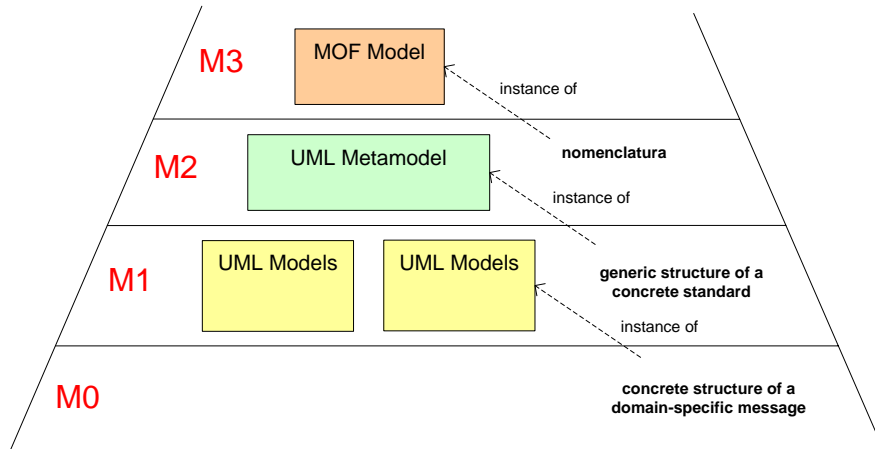 M3
MOF Model
instance of
nomenclatura
M2
UML Metamodel
instance of
M1
UML Models
UML Models
generic structure of a
concrete standard
instance of
M0
concrete structure of a
domain-specific message